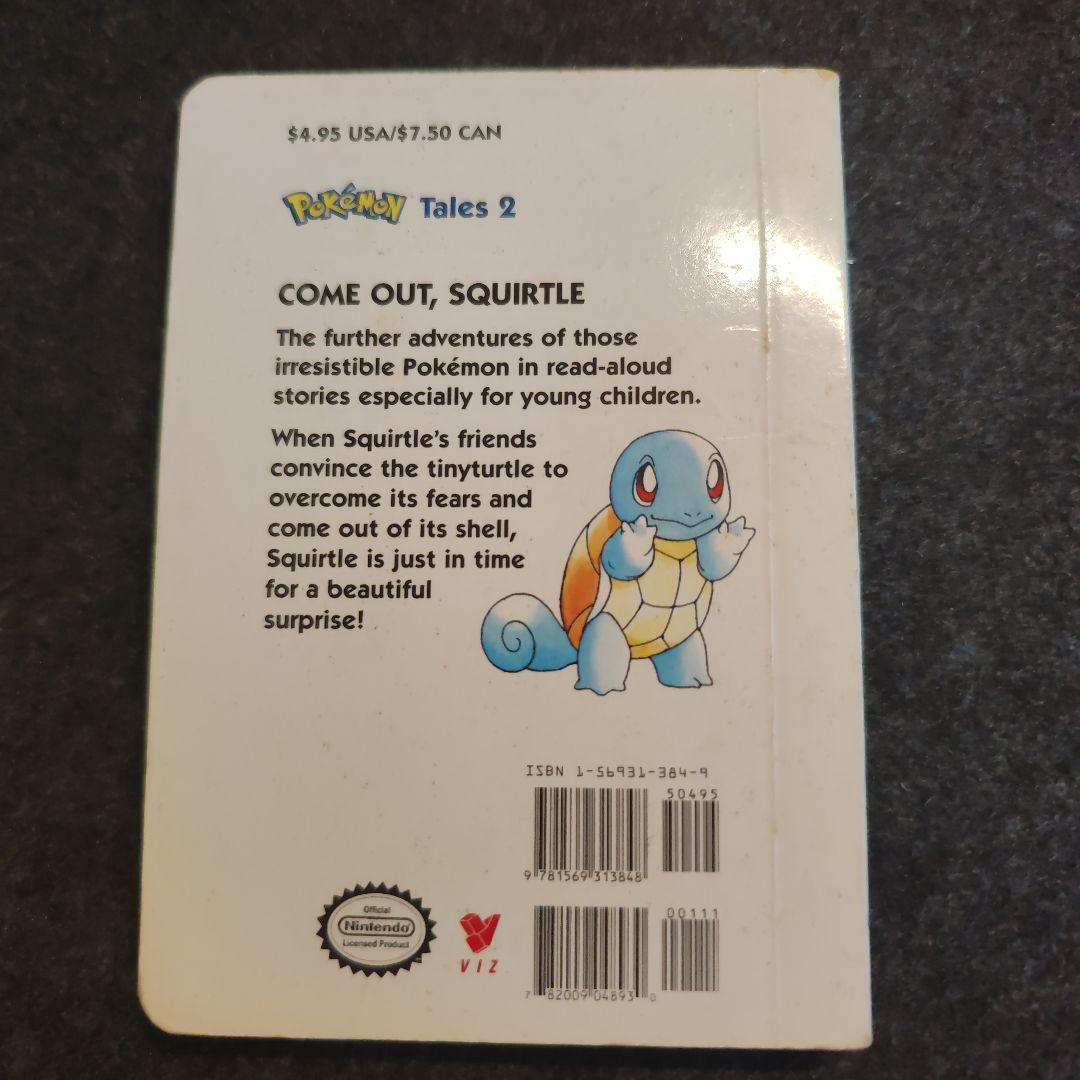 $4.95 USA/$7.50 CAN
POKéMON Tales 2
COME OUT, SQUIRTLE
The further adventures of those
irresistible Pokémon in read-aloud
stories especially for young children.
When Squirtle's friends
convince the tinyturtle to
overcome its fears and
come out of its shell,
Squirtle is just in time
for a beautiful
surprise!
ISBN 1-56931-384-9
50495
9 781569 313848
00111
7 82009 04893 0
Official
Nintendo
Licensed Product
VIZ